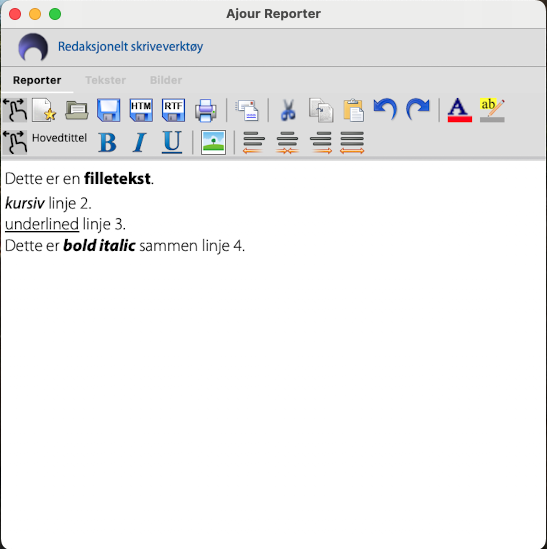 Ajour Reporter
Redaksjonelt skriveverktøy
Reporter Tekster Bilder
HTM RTF A ab
Hovedtittel B I U
Dette er en filletekst.
kursiv linje 2.
underlined linje 3.
Dette er bold italic sammen linje 4.